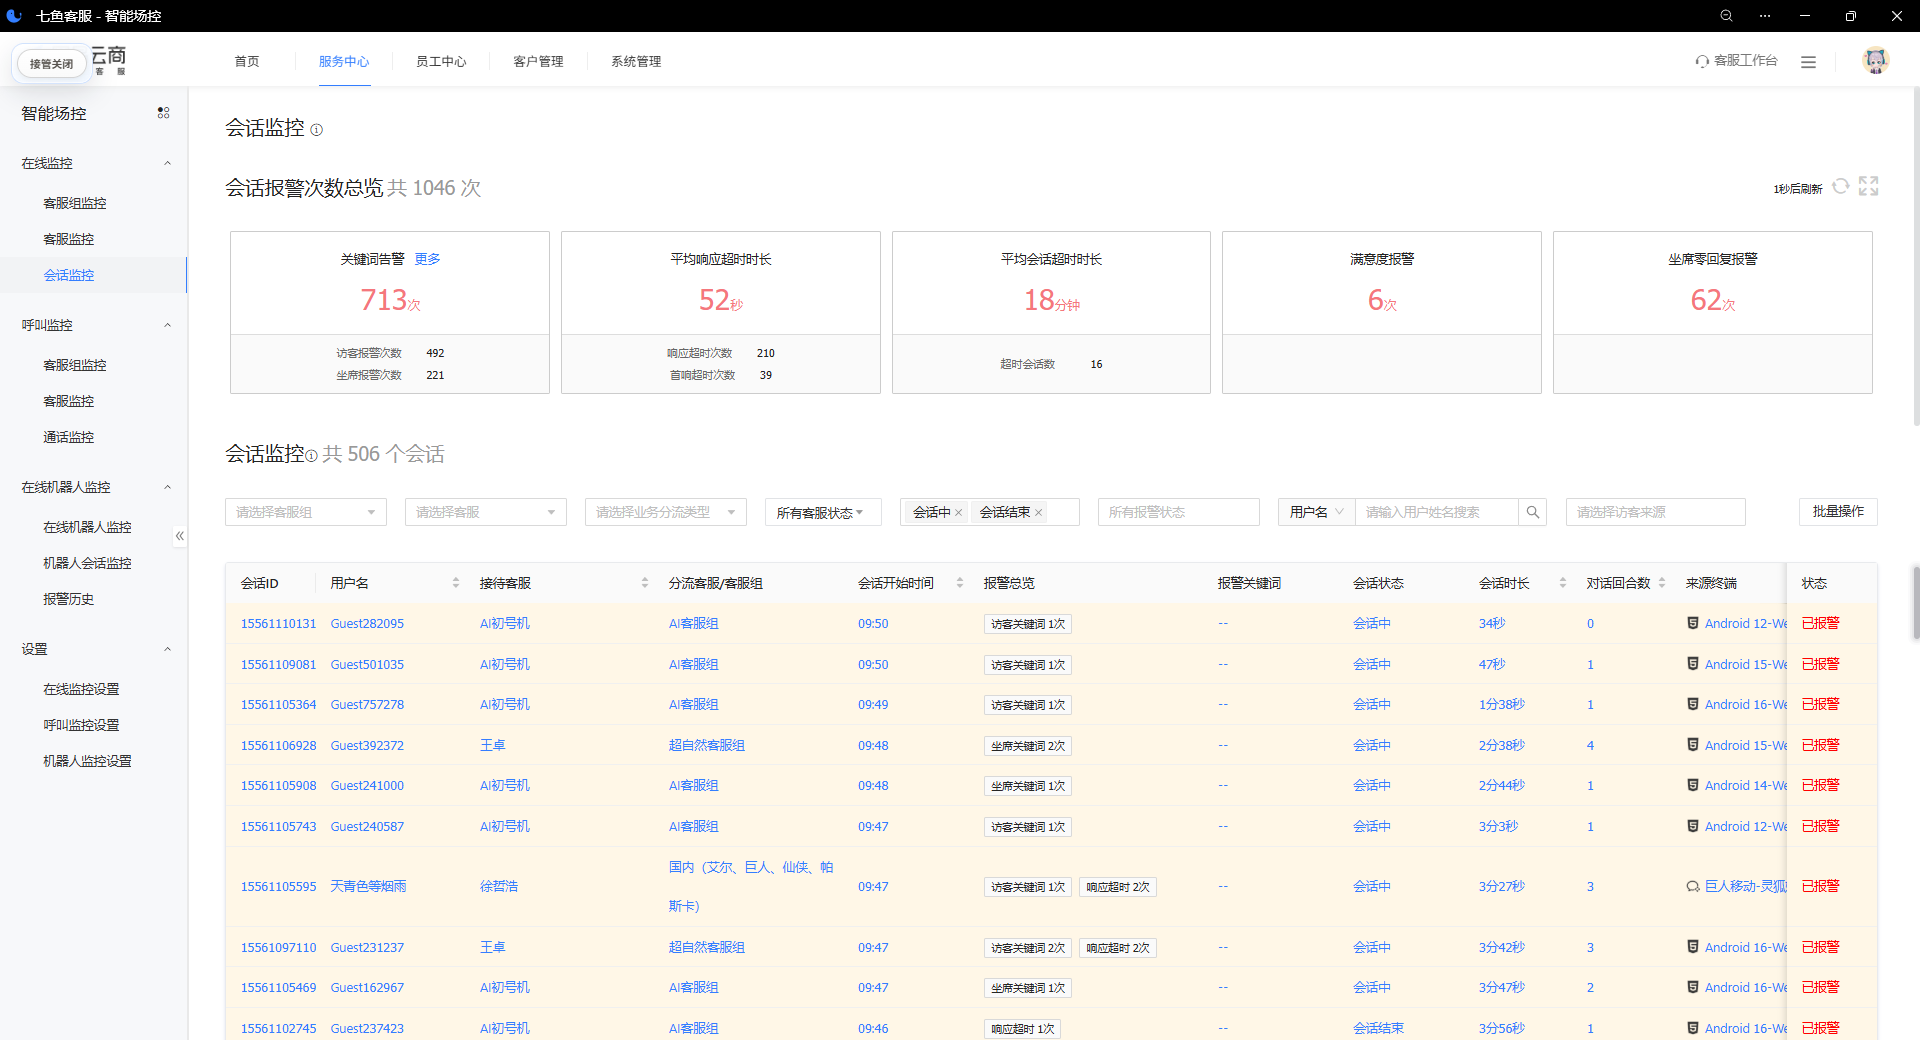 七鱼客服 - 智能场控
接管关闭
云商
客 服
首页
服务中心
员工中心
客户管理
系统管理
客服工作台
智能场控
在线监控
客服组监控
客服监控
会话监控
呼叫监控
客服组监控
客服监控
通话监控
在线机器人监控
在线机器人监控
机器人会话监控
报警历史
设置
在线监控设置
呼叫监控设置
机器人监控设置
会话监控
会话报警次数总览 共 1046 次
1秒后刷新
关键词告警 更多
713次
访客报警次数 492
坐席报警次数 221
平均响应超时时长
52秒
响应超时次数 210
首响超时次数 39
平均会话超时时长
18分钟
超时会话数 16
满意度报警
6次
坐席零回复报警
62次
会话监控 共 506 个会话
请选择客服组 请选择客服 请选择业务分流类型 所有客服状态 会话中 × 会话结束 × 所有报警状态 用户名 请输入用户姓名搜索 请选择访客来源 批量操作
会话ID 用户名 接待客服 分流客服/客服组 会话开始时间 报警总览 报警关键词 会话状态 会话时长 对话回合数 来源终端 状态
15561110131 Guest282095 AI初号机 AI客服组 09:50 访客关键词 1次 -- 会话中 34秒 0 Android 12-We 已报警
15561109081 Guest501035 AI初号机 AI客服组 09:50 访客关键词 1次 -- 会话中 47秒 1 Android 15-We 已报警
15561105364 Guest757278 AI初号机 AI客服组 09:49 访客关键词 1次 -- 会话中 1分38秒 1 Android 16-We 已报警
15561106928 Guest392372 王卓 超自然客服组 09:48 坐席关键词 2次 -- 会话中 2分38秒 4 Android 15-We 已报警
15561105908 Guest241000 AI初号机 AI客服组 09:48 坐席关键词 1次 -- 会话中 2分44秒 1 Android 14-We 已报警
15561105743 Guest240587 AI初号机 AI客服组 09:47 访客关键词 1次 -- 会话中 3分3秒 1 Android 12-We 已报警
15561105595 天青色等烟雨 徐哲浩 国内（艾尔、巨人、仙侠、帕斯卡） 09:47 访客关键词 1次 响应超时 2次 -- 会话中 3分27秒 3 巨人移动-灵狐 已报警
15561097110 Guest231237 王卓 超自然客服组 09:47 访客关键词 2次 响应超时 2次 -- 会话中 3分42秒 3 Android 16-We 已报警
15561105469 Guest162967 AI初号机 AI客服组 09:47 坐席关键词 1次 -- 会话中 3分47秒 2 Android 16-We 已报警
15561102745 Guest237423 AI初号机 AI客服组 09:46 响应超时 1次 -- 会话结束 3分56秒 1 Android 16-We 已报警